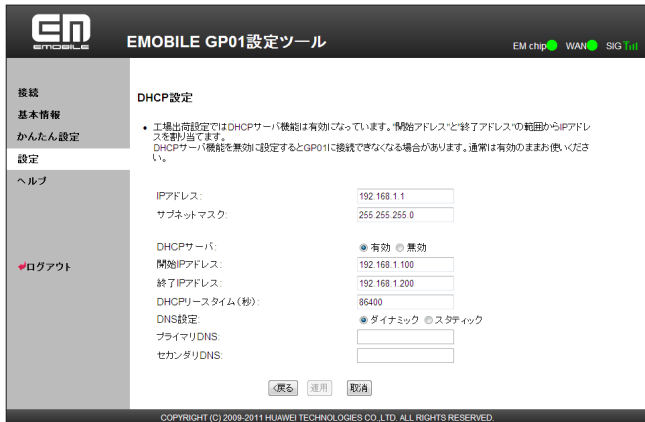 EM
EMOBILE
EMOBILE GP01設定ツール
EM chip WAN SIG
接続
基本情報
かんたん設定
設定
ヘルプ
ログアウト
DHCP設定
• 工場出荷設定ではDHCPサーバ機能は有効になっています。"開始アドレス"と"終了アドレス"の範囲からIPアドレ
スを割り当てます。
DHCPサーバ機能を無効に設定するとGP01に接続できなくなる場合があります。通常は有効のままお使いくださ
い。
IPアドレス: 192.168.1.1
サブネットマスク: 255.255.255.0
DHCPサーバ: 有効 無効
開始IPアドレス: 192.168.1.100
終了IPアドレス: 192.168.1.200
DHCPリースタイム(秒): 86400
DNS設定: ダイナミック スタティック
プライマリDNS:
セカンダリDNS:
<戻る 適用 取消
COPYRIGHT (C) 2009-2011 HUAWEI TECHNOLOGIES CO.,LTD. ALL RIGHTS RESERVED.